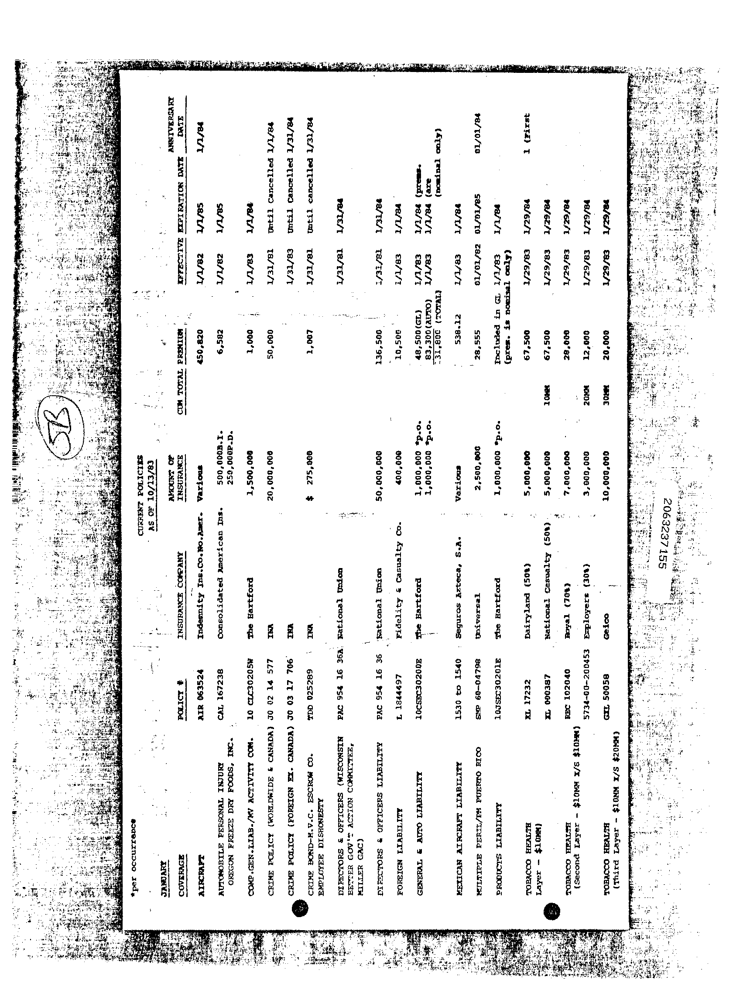 5B
CURRENT POLICIES
AS OF 10/13/83
*per occurrence
JANUARY
COVERAGE POLICY # INSURANCE COMPANY AMOUNT OF INSURANCE CUM TOTAL PREMIUM EFFECTIVE EXPIRATION DATE ANNIVERSARY DATE
AIRCRAFT AIR 063524 Indemnity Ins.Co.No.Amer. Various 450,820 1/1/82 1/1/85 1/1/84
AUTOMOBILE PERSONAL INJURY CAL 167238 Consolidated American Ins. 500,000B.I. 6,582 1/1/82 1/1/85
OREGON FREEZE DRY FOODS, INC. 250,000P.D.
COMP.GEN.LIAB./MV ACTIVITY COM. 10 CLC30205W The Hartford 1,500,000 1,000 1/1/83 1/1/84
CRIME POLICY (WORLDWIDE & CANADA) JO 02 14 577 INA 20,000,000 50,000 1/31/81 Until Cancelled 1/1/84
CRIME POLICY (FOREIGN EX. CANADA) JO 03 17 706 INA 1/31/83 Until Cancelled 1/31/84
CRIME BOND-M.V.C. ESCROW CO. TDD 025289 INA $ 275,000 1,007 1/31/81 Until cancelled 1/31/84
EMPLOYEE DISHONESTY
DIRECTORS & OFFICERS (WISCONSIN PAC 954 16 36A National Union 1/31/81 1/31/84
BETTER GOV'T ACTION COMMITTEE,
MILLER GAC)
DIRECTORS & OFFICERS LIABILITY PAC 954 16 36 National Union 50,000,000 136,500 1/31/81 1/31/84
FOREIGN LIABILITY L 1844697 Fidelity & Casualty Co. 400,000 10,500 1/1/83 1/1/84
GENERAL & AUTO LIABILITY 10CSEC30200E The Hartford 1,000,000 *p.o. 48,500(GL) 1/1/83 1/1/84 (prems.
1,000,000 *p.o. 83,300(AUTO) 1/1/83 1/1/84 (are
131,800 (TOTAL) (nominal only)
MEXICAN AIRCRAFT LIABILITY 1530 to 1540 Seguros Azteca, S.A. Various 538.12 1/1/83 1/1/84
MULTIPLE PERIL/PM PUERTO RICO SMP 60-04798 Universal 2,500,000 28,555 01/01/82 01/01/85 01/01/84
PRODUCTS LIABILITY 10JSEC30201E The Hartford 1,000,000 *p.o. Included in GL 1/1/83 1/1/84
(pres. is nominal only)
TOBACCO HEALTH XL 17232 Dairyland (50%) 5,000,000 67,500 1/29/83 1/29/84 1 (First
Layer - $10MM)
XL 000387 National Casualty (50%) 5,000,000 10MM 67,500 1/29/83 1/29/84
TOBACCO HEALTH REC 102040 Royal (70%) 7,000,000 28,000 1/29/83 1/29/84
(Second Layer - $10MM X/S $10MM)
5734-00-200453 Employers (30%) 3,000,000 20MM 12,000 1/29/83 1/29/84
TOBACCO HEALTH GXL 50058 Geico 10,000,000 30MM 20,000 1/29/83 1/29/84
(Third Layer - $10MM X/S $20MM)
2063237155